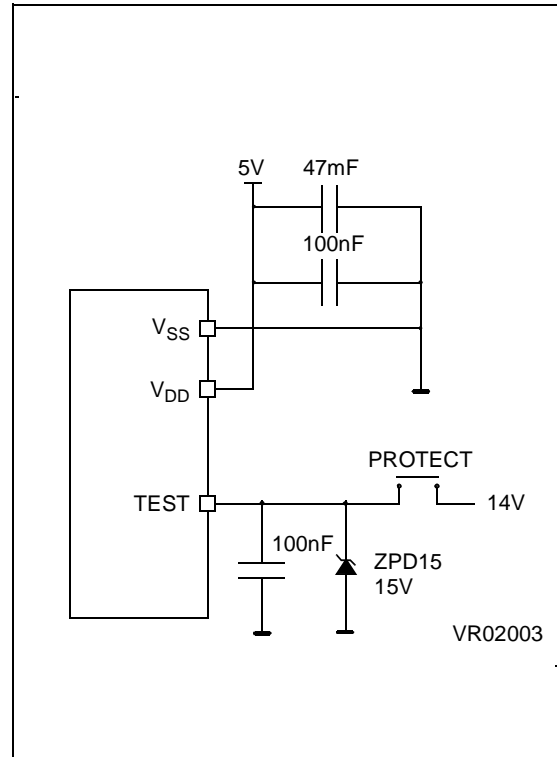 5V 47mF
100nF
VSS
VDD
PROTECT
TEST 14V
100nF
ZPD15
15V
VR02003